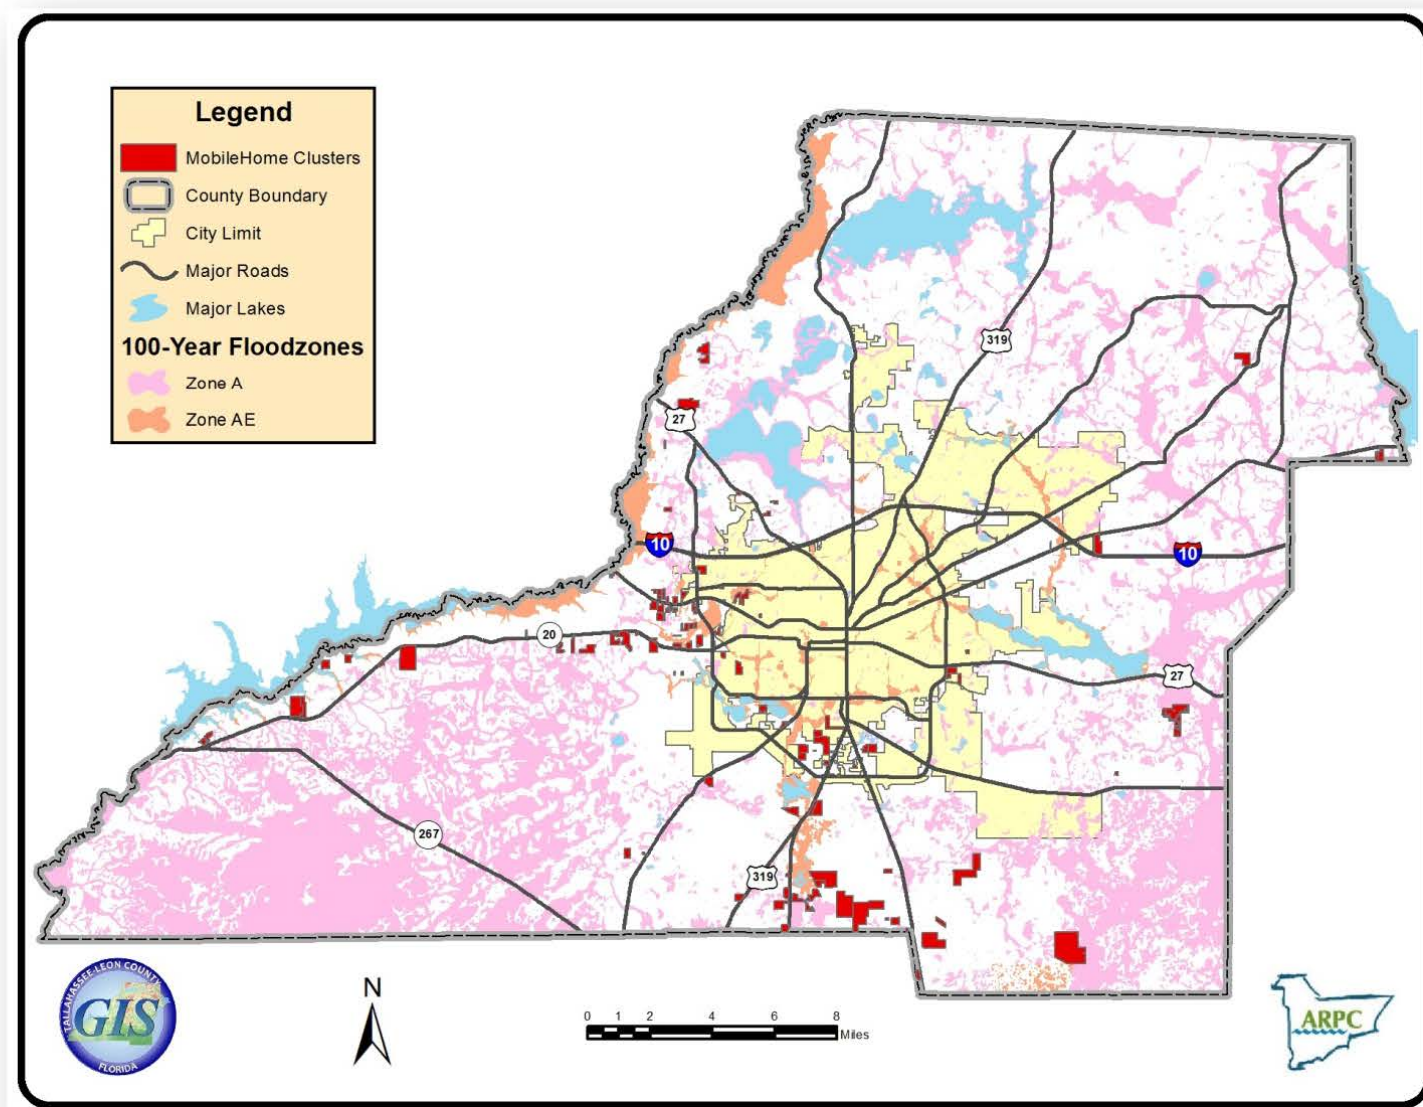 Legend
MobileHome Clusters
County Boundary
City Limit
Major Roads
Major Lakes
100-Year Floodzones
Zone A
Zone AE
319
27
10
10
20
27
267
319
TALLAHASSEE-LEON COUNTY
GIS
FLORIDA
N
0 1 2 4 6 8
Miles
ARPC